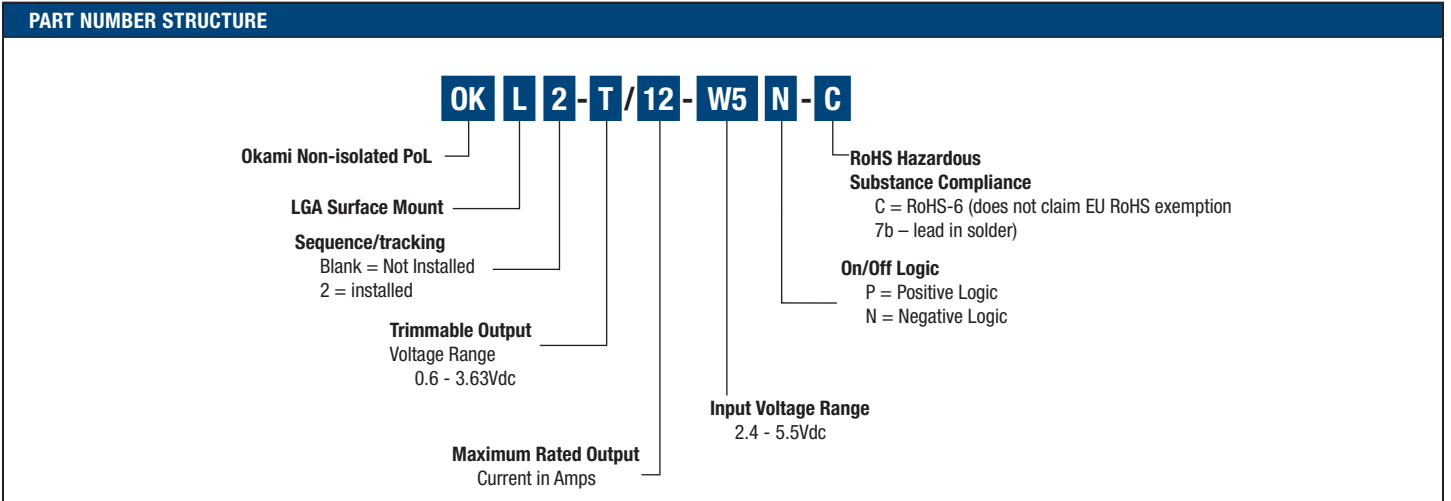 PART NUMBER STRUCTURE
OK L 2 - T / 12 - W5 N - C
Okami Non-isolated PoL
LGA Surface Mount
Sequence/tracking
Blank = Not Installed
2 = installed
Trimmable Output
Voltage Range
0.6 - 3.63Vdc
Maximum Rated Output
Current in Amps
RoHS Hazardous
Substance Compliance
C = RoHS-6 (does not claim EU RoHS exemption
7b – lead in solder)
On/Off Logic
P = Positive Logic
N = Negative Logic
Input Voltage Range
2.4 - 5.5Vdc